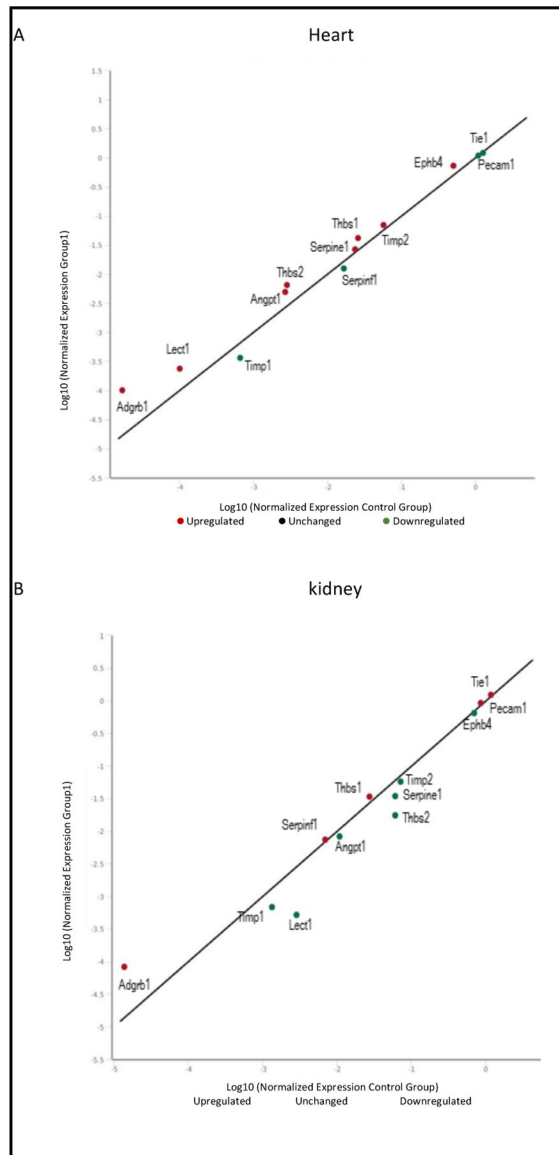 A
Heart
1.5
1
0.5
0
-0.5
-1
-1.5
-2
-2.5
-3
-3.5
-4
-4.5
-5
-5.5
Log10 (Normalized Expression Group1)
Tie1
Ephb4
Pecam1
Thbs1
Timp2
Serpine1
Serpinf1
Thbs2
Angpt1
Lect1
Timp1
Adgrb1
-4 -3 -2 -1 0
Log10 (Normalized Expression Control Group)
Upregulated Unchanged Downregulated
B
kidney
1
0.5
0
-0.5
-1
-1.5
-2
-2.5
-3
-3.5
-4
-4.5
-5
-5.5
Log10 (Normalized Expression Group1)
Tie1
Pecam1
Ephb4
Timp2
Thbs1
Serpine1
Thbs2
Serpinf1
Angpt1
Timp1
Lect1
Adgrb1
-5 -4 -3 -2 -1 0
Log10 (Normalized Expression Control Group)
Upregulated Unchanged Downregulated